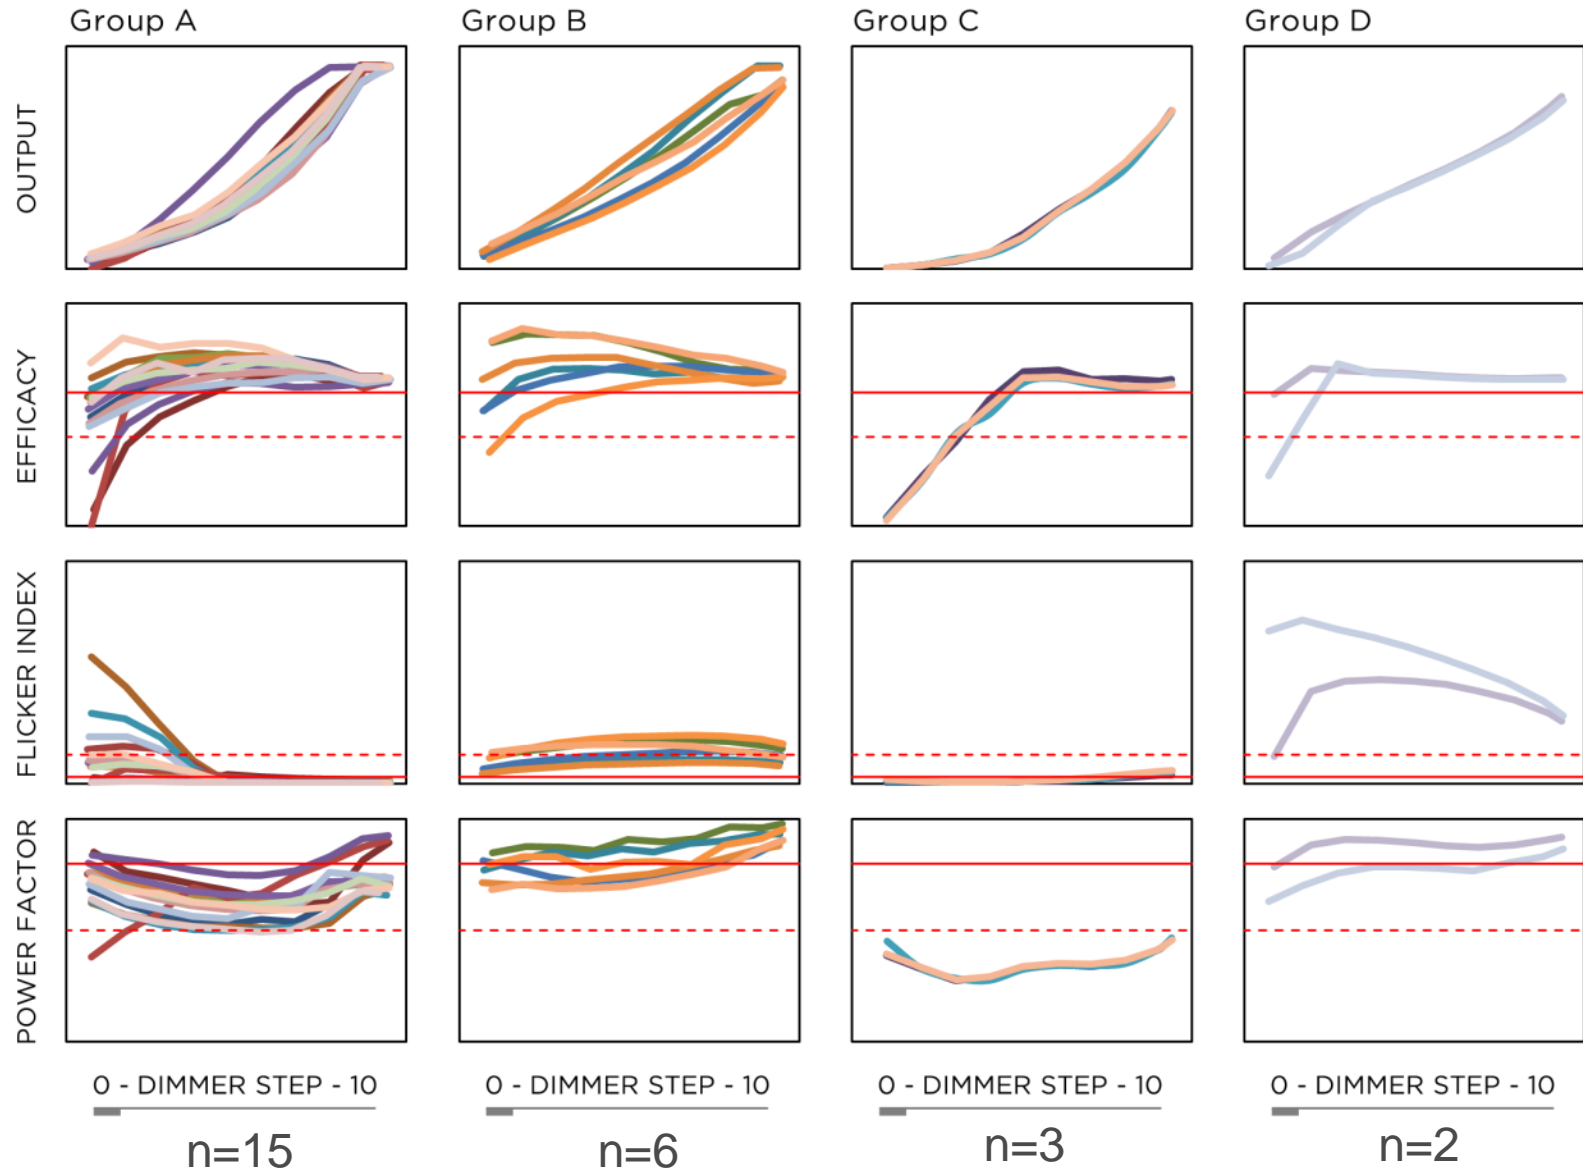 Group A Group B Group C Group D
OUTPUT
EFFICACY
FLICKER INDEX
POWER FACTOR
0 - DIMMER STEP - 10 0 - DIMMER STEP - 10 0 - DIMMER STEP - 10 0 - DIMMER STEP - 10
n=15 n=6 n=3 n=2